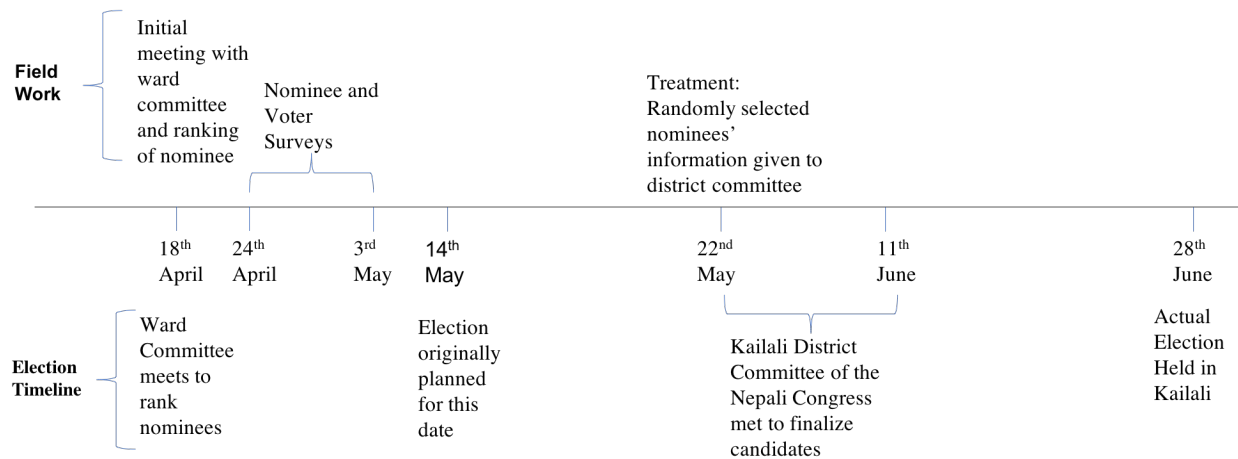 Field
Work
Initial
meeting with
ward
committee
and ranking
of nominee
Nominee and
Voter
Surveys
Treatment:
Randomly selected
nominees’
information given to
district committee
18th
April
24th
April
3rd
May
14th
May
22nd
May
11th
June
28th
June
Election
Timeline
Ward
Committee
meets to
rank
nominees
Election
originally
planned
for this
date
Kailali District
Committee of the
Nepali Congress
met to finalize
candidates
Actual
Election
Held in
Kailali